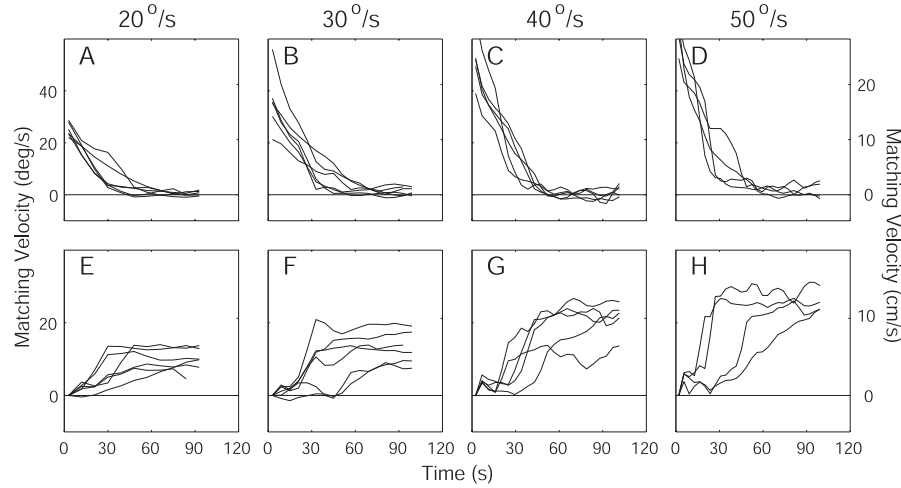 20 °/s 30 °/s 40 °/s 50 °/s
A B C D
40
20
0
20
10
0
Matching Velocity (deg/s)
Matching Velocity (cm/s)
E F G H
20
0
10
0
0 30 60 90 120 0 30 60 90 120 0 30 60 90 120 0 30 60 90 120
Time (s)